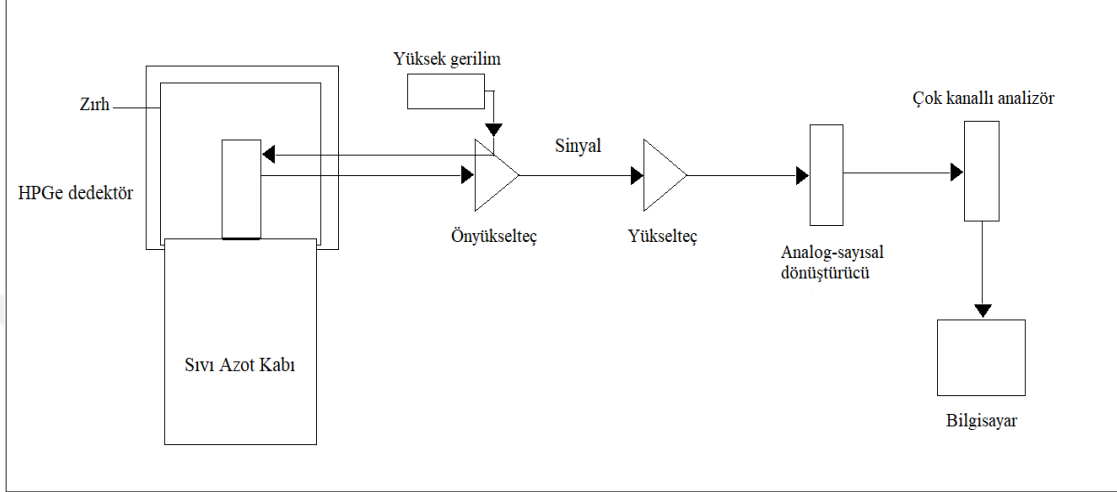 Yüksek gerilim
Zırh
Çok kanallı analizör
Sinyal
HPGe dedektör
Önyükselteç
Yükselteç
Analog-sayısal
dönüştürücü
Sıvı Azot Kabı
Bilgisayar